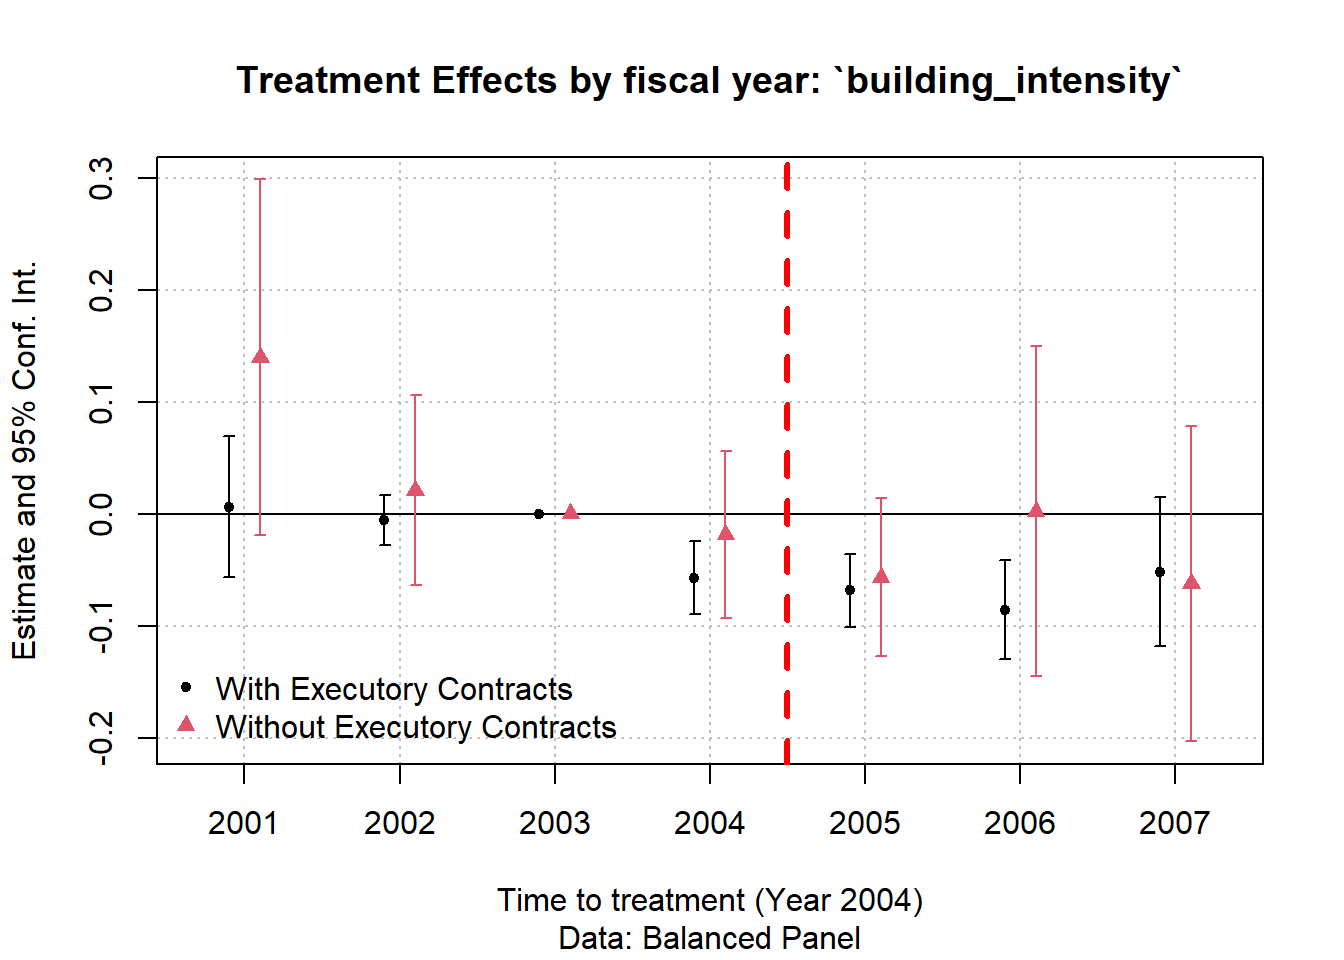 Treatment Effects by fiscal year: `building_intensity`
Estimate and 95% Conf. Int.
0.3
0.2
0.1
0.0
-0.1
-0.2
With Executory Contracts
Without Executory Contracts
2001 2002 2003 2004 2005 2006 2007
Time to treatment (Year 2004)
Data: Balanced Panel